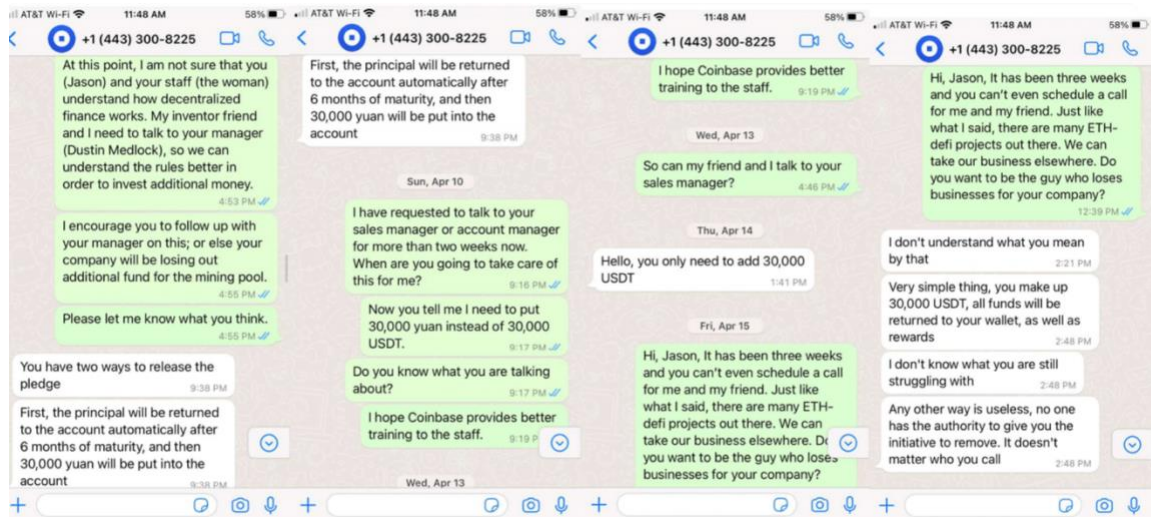 AT&T Wi-Fi 11:48 AM 58%
+1 (443) 300-8225
At this point, I am not sure that you
(Jason) and your staff (the woman)
understand how decentralized
finance works. My inventor friend
and I need to talk to your manager
(Dustin Medlock), so we can
understand the rules better in
order to invest additional money.
4:53 PM
I encourage you to follow up with
your manager on this; or else your
company will be losing out
additional fund for the mining pool.
4:55 PM
Please let me know what you think.
4:55 PM
You have two ways to release the
pledge
9:38 PM
First, the principal will be returned
to the account automatically after
6 months of maturity, and then
30,000 yuan will be put into the
account
9:38 PM
AT&T Wi-Fi 11:48 AM 58%
+1 (443) 300-8225
First, the principal will be returned
to the account automatically after
6 months of maturity, and then
30,000 yuan will be put into the
account
9:38 PM
Sun, Apr 10
I have requested to talk to your
sales manager or account manager
for more than two weeks now.
When are you going to take care of
this for me?
9:16 PM
Now you tell me I need to put
30,000 yuan instead of 30,000
USDT.
9:17 PM
Do you know what you are talking
about?
9:17 PM
I hope Coinbase provides better
training to the staff.
9:19 P
Wed, Apr 13
AT&T Wi-Fi 11:48 AM 58%
+1 (443) 300-8225
I hope Coinbase provides better
training to the staff.
9:19 PM
Wed, Apr 13
So can my friend and I talk to your
sales manager?
4:46 PM
Thu, Apr 14
Hello, you only need to add 30,000
USDT
1:41 PM
Fri, Apr 15
Hi, Jason, It has been three weeks
and you can't even schedule a call
for me and my friend. Just like
what I said, there are many ETH-
defi projects out there. We can
take our business elsewhere. Do
you want to be the guy who loses
businesses for your company?
AT&T Wi-Fi 11:48 AM 58%
+1 (443) 300-8225
Hi, Jason, It has been three weeks
and you can't even schedule a call
for me and my friend. Just like
what I said, there are many ETH-
defi projects out there. We can
take our business elsewhere. Do
you want to be the guy who loses
businesses for your company?
12:39 PM
I don't understand what you mean
by that
2:21 PM
Very simple thing, you make up
30,000 USDT, all funds will be
returned to your wallet, as well as
rewards
2:48 PM
I don't know what you are still
struggling with
2:48 PM
Any other way is useless, no one
has the authority to give you the
initiative to remove. It doesn't
matter who you call
2:48 PM